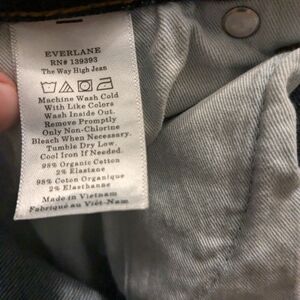 EVERLANE
RN# 139393
The Way High Jean
Machine Wash Cold
With Like Colors
Wash Inside Out.
Remove Promptly
Only Non-Chlorine
Bleach When Necessary.
Tumble Dry Low.
Cool Iron If Needed.
98% Organic Cotton
2% Elastane
98% Coton Organique
2% Elasthanne
Made in Vietnam
Fabriqué au Viêt-Nam